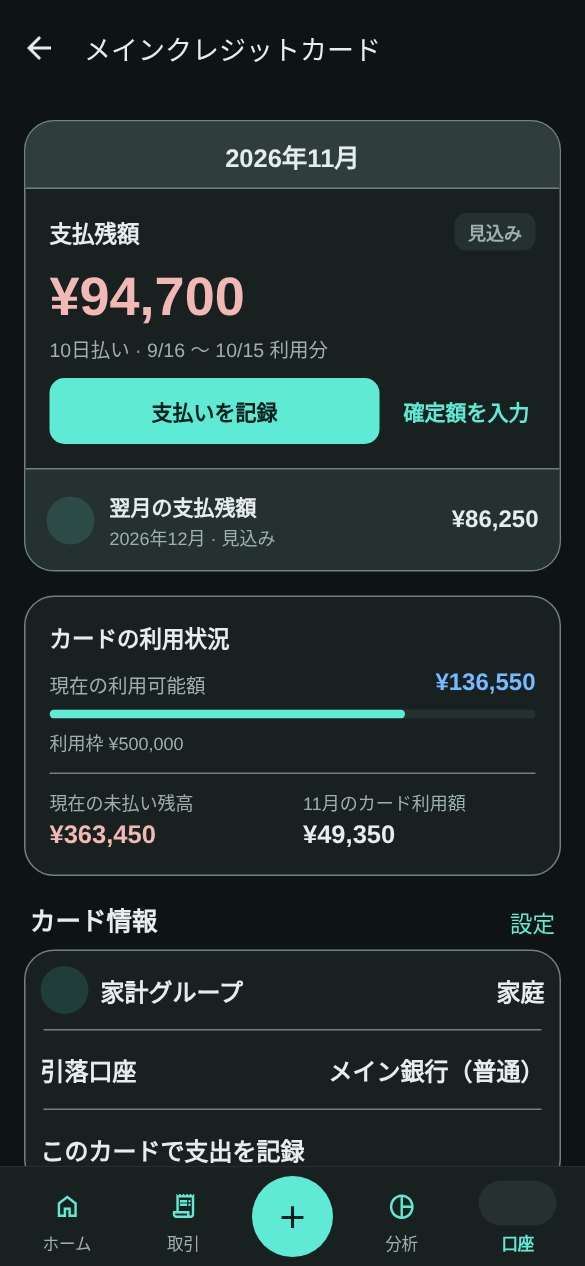 メインクレジットカード
2026年11月
支払残額
見込み
¥94,700
10日払い · 9/16 〜 10/15 利用分
支払いを記録
確定額を入力
翌月の支払残額
¥86,250
2026年12月 · 見込み
カードの利用状況
現在の利用可能額
¥136,550
利用枠 ¥500,000
現在の未払い残高
11月のカード利用額
¥363,450
¥49,350
カード情報
設定
家計グループ
家庭
引落口座
メイン銀行（普通）
このカードで支出を記録
ホーム
取引
分析
口座